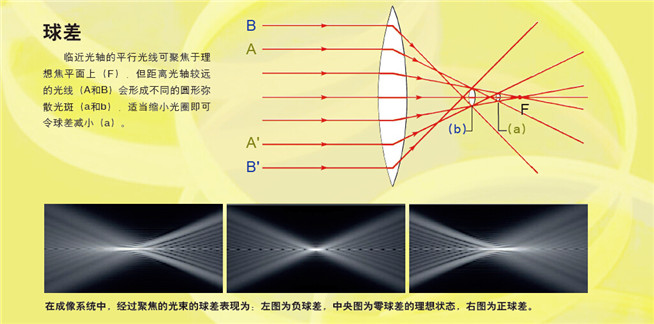 球差
临近光轴的平行光线可聚焦于理
想焦平面上（F），但距离光轴较远
的光线（A和B）会形成不同的圆形弥
散光斑（a和b），适当缩小光圈即可
令球差减小（a）。
B
A
A'
B'
F
(b)
(a)
在成像系统中，经过聚焦的光束的球差表现为：左图为负球差，中央图为零球差的理想状态，右图为正球差。